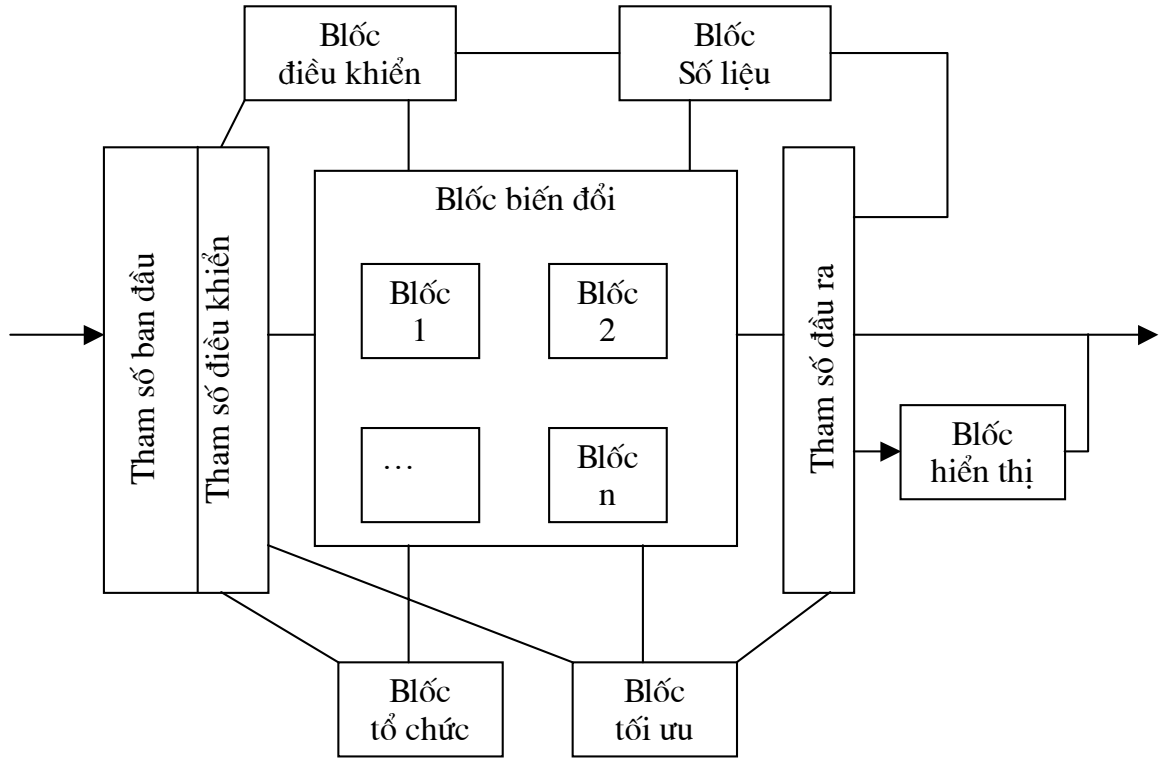 Blốc
điều khiển
Blốc
Số liệu
Tham số ban đầu
Tham số điều khiển
Blốc biến đổi
Blốc
1
Blốc
2
...
Blốc
n
Tham số đầu ra
Blốc
hiển thị
Blốc
tổ chức
Blốc
tối ưu